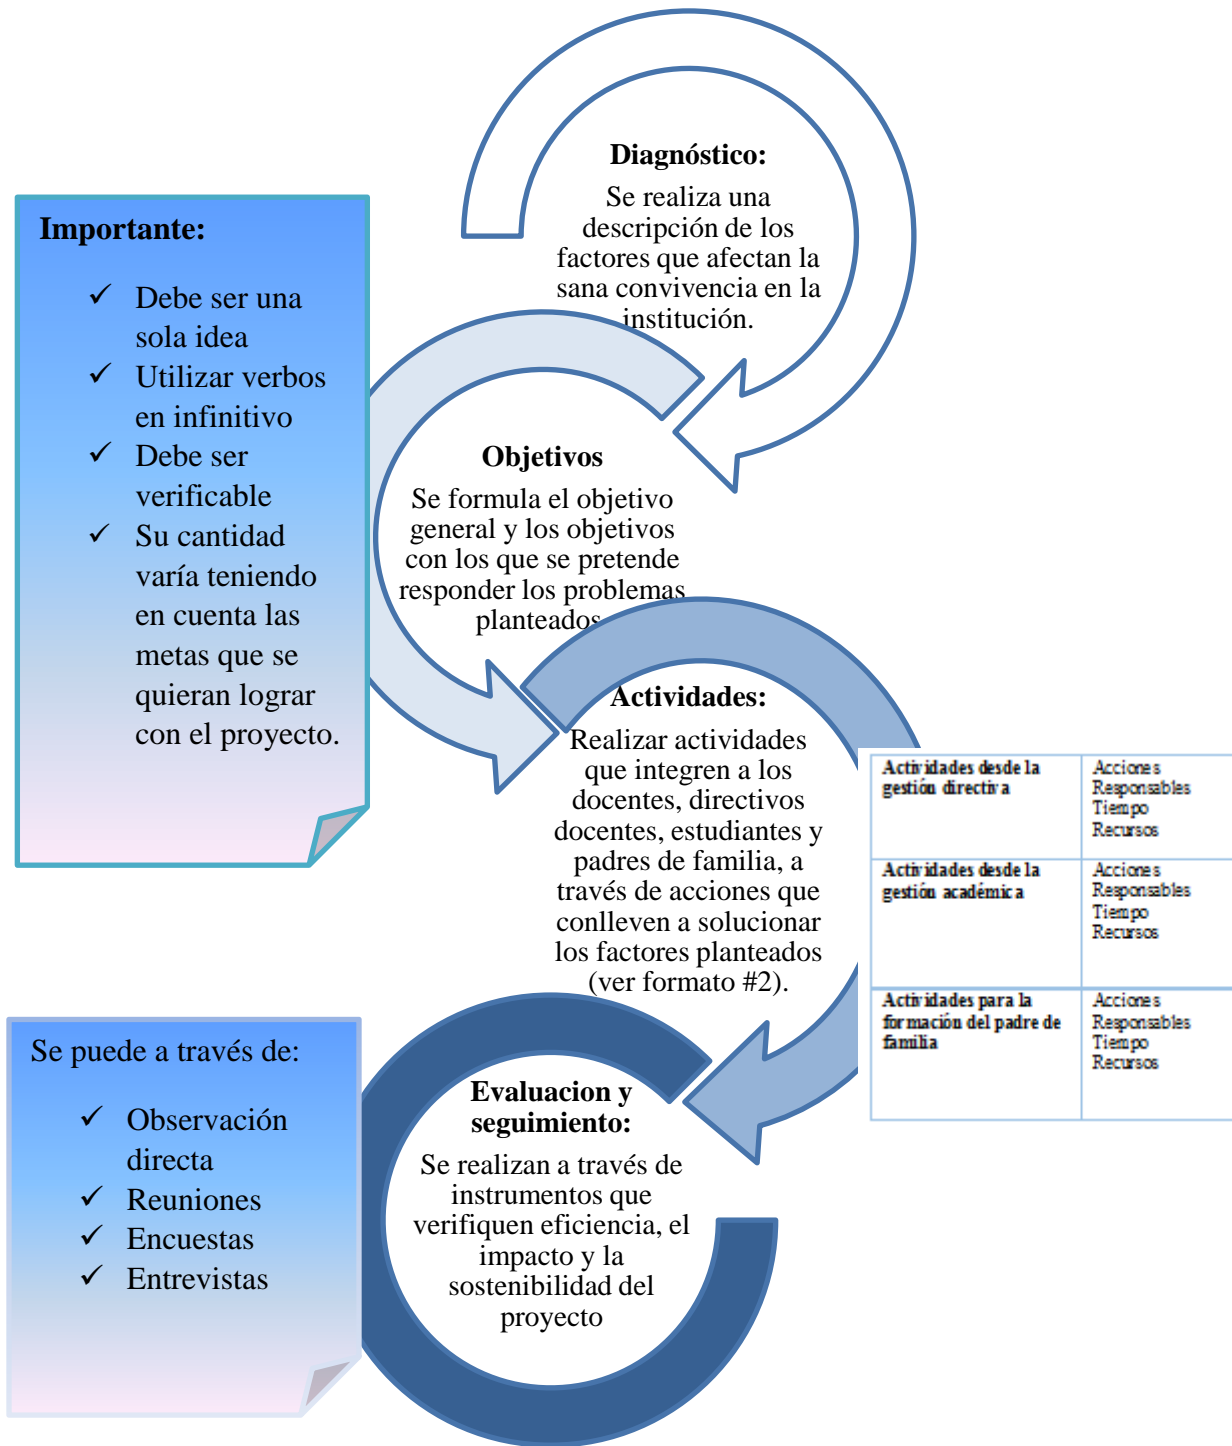 Diagnóstico:
Se realiza una
descripción de los
factores que afectan la
sana convivencia en la
institución.
Importante:
✓ Debe ser una
sola idea
✓ Utilizar verbos
en infinitivo
✓ Debe ser
verificable
✓ Su cantidad
varía teniendo
en cuenta las
metas que se
quieran lograr
con el proyecto.
Objetivos
Se formula el objetivo
general y los objetivos
con los que se pretende
responder los problemas
planteados
Actividades:
Realizar actividades
que integren a los
docentes, directivos
docentes, estudiantes y
padres de familia, a
través de acciones que
conlleven a solucionar
los factores planteados
(ver formato #2).
Actividades desde la
gestión directiva
Acciones
Responsables
Tiempo
Recursos
Actividades desde la
gestión académica
Acciones
Responsables
Tiempo
Recursos
Actividades para la
formación del padre de
familia
Acciones
Responsables
Tiempo
Recursos
Evaluacion y
seguimiento:
Se realizan a través de
instrumentos que
verifiquen eficiencia, el
impacto y la
sostenibilidad del
proyecto
Se puede a través de:
✓ Observación
directa
✓ Reuniones
✓ Encuestas
✓ Entrevistas